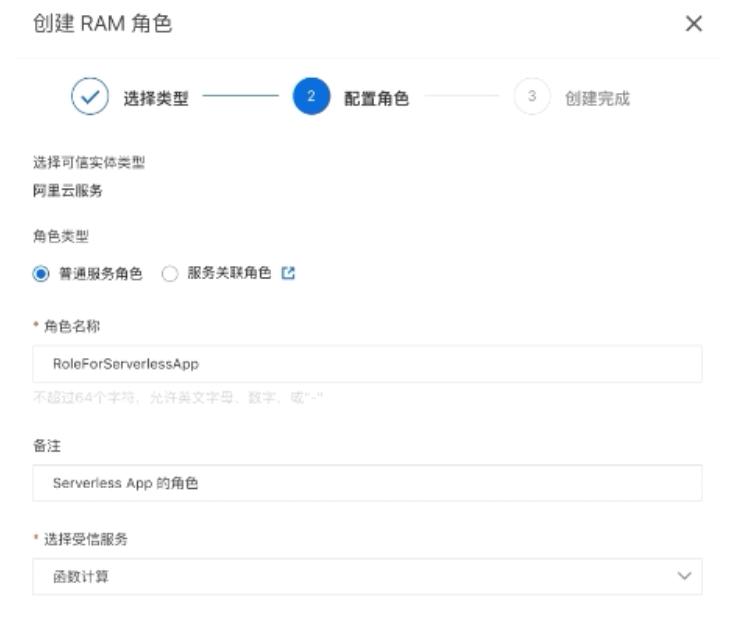 创建 RAM 角色
选择类型 2 配置角色 3 创建完成
选择可信实体类型
阿里云服务
角色类型
普通服务角色 服务关联角色
* 角色名称
RoleForServerlessApp
不超过64个字符，允许英文字母、数字，或"-"
备注
Serverless App 的角色
* 选择受信服务
函数计算